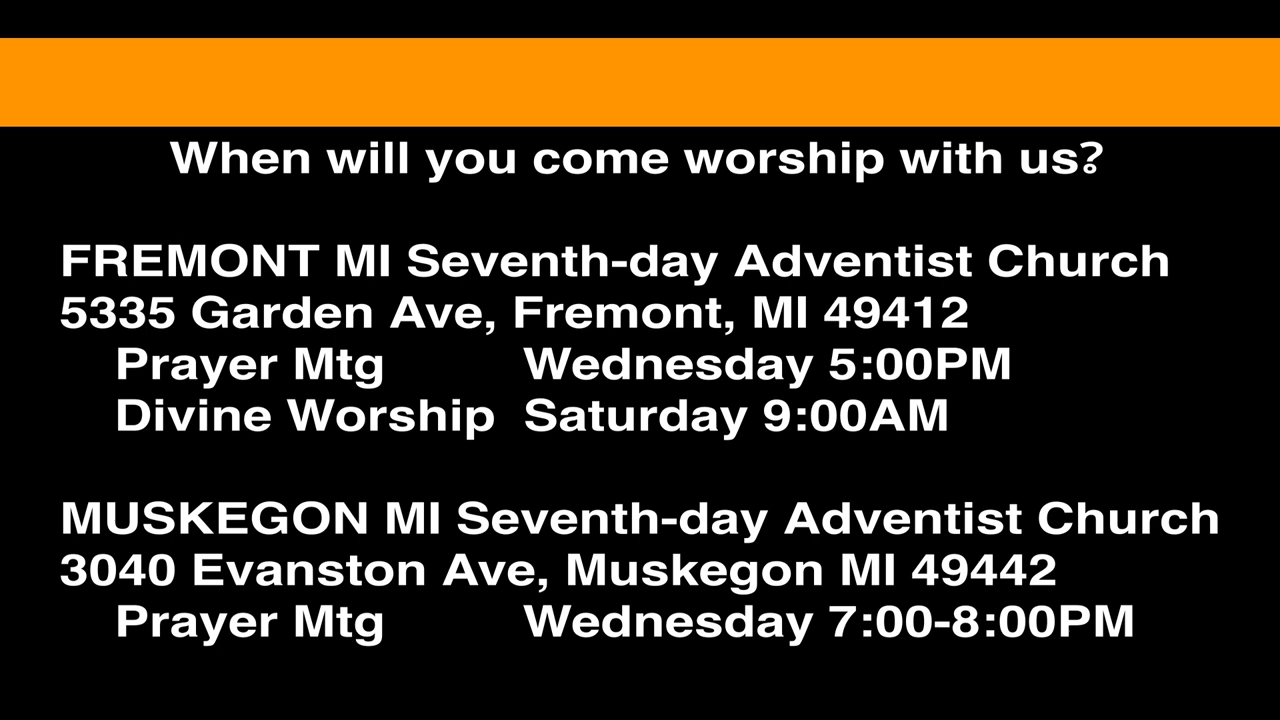 When will you come worship with us?
FREMONT MI Seventh-day Adventist Church
5335 Garden Ave, Fremont, MI 49412
Prayer Mtg Wednesday 5:00PM
Divine Worship Saturday 9:00AM
MUSKEGON MI Seventh-day Adventist Church
3040 Evanston Ave, Muskegon MI 49442
Prayer Mtg Wednesday 7:00-8:00PM